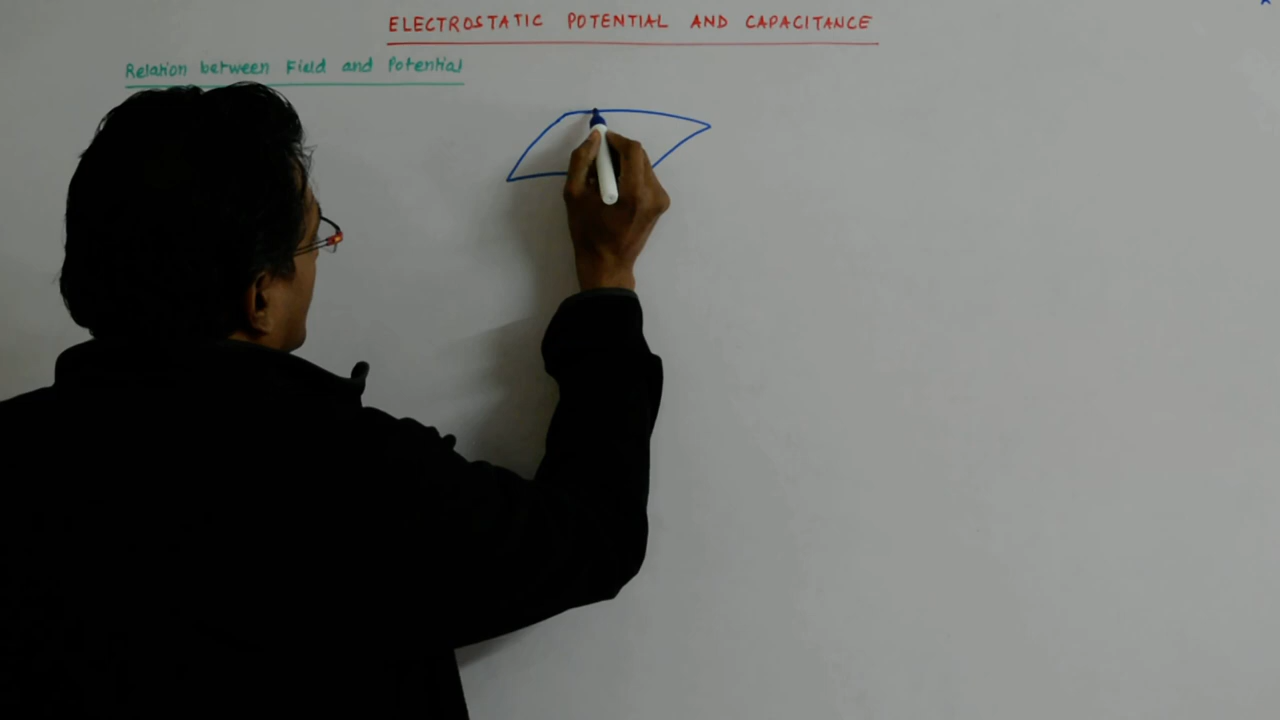 ELECTROSTATIC POTENTIAL AND CAPACITANCE
Relation between Field and Potential